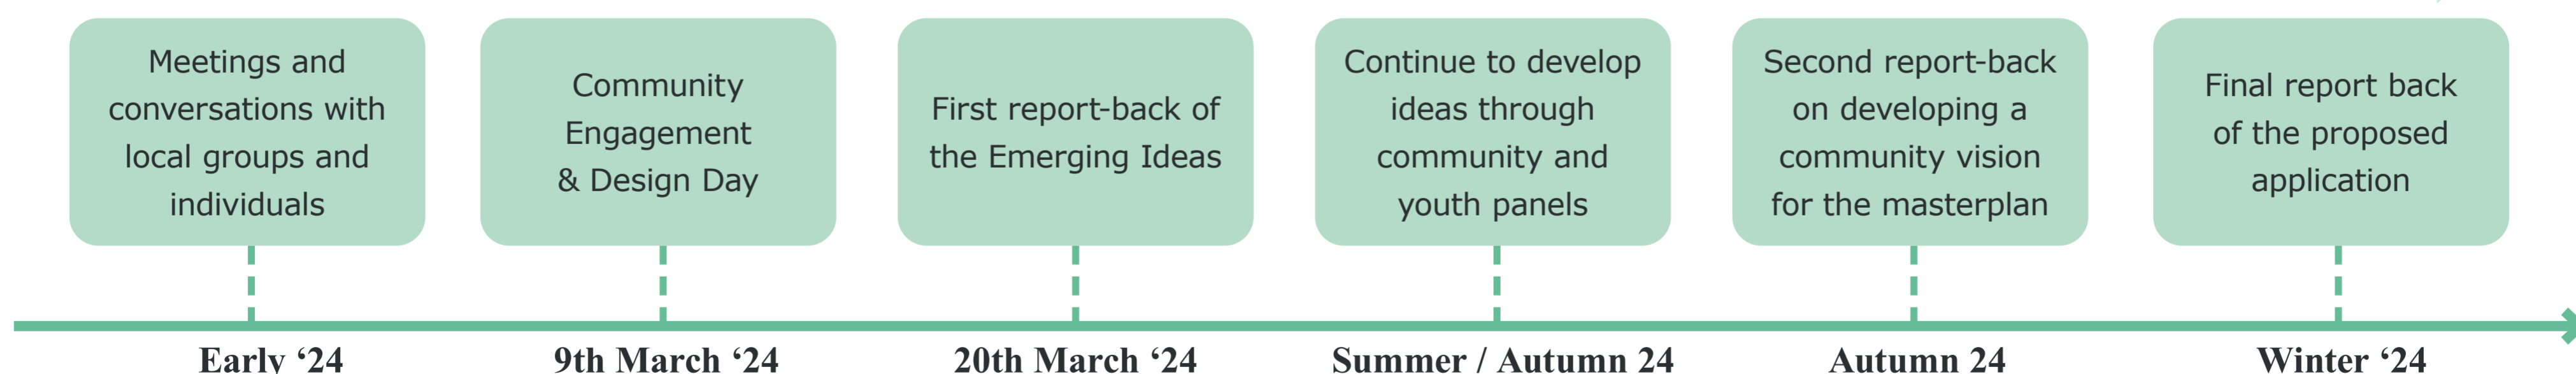 Meetings and
conversations with
local groups and
individuals
Community
Engagement
& Design Day
First report-back of
the Emerging Ideas
Continue to develop
ideas through
community and
youth panels
Second report-back
on developing a
community vision
for the masterplan
Final report back
of the proposed
application
Early ‘24
9th March ‘24
20th March ‘24
Summer / Autumn 24
Autumn 24
Winter ‘24